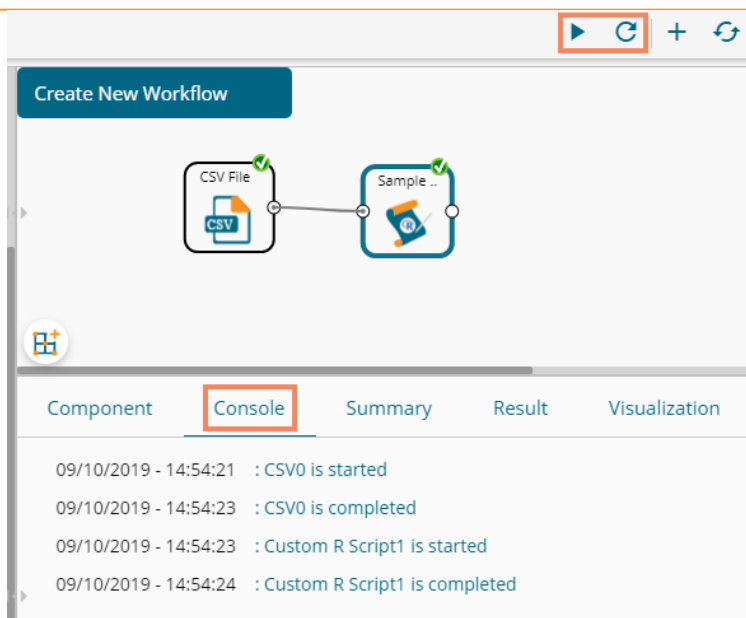 Create New Workflow
CSV File
CSV
Sample ..
R
Component Console Summary Result Visualization
09/10/2019 - 14:54:21 : CSV0 is started
09/10/2019 - 14:54:23 : CSV0 is completed
09/10/2019 - 14:54:23 : Custom R Script1 is started
09/10/2019 - 14:54:24 : Custom R Script1 is completed